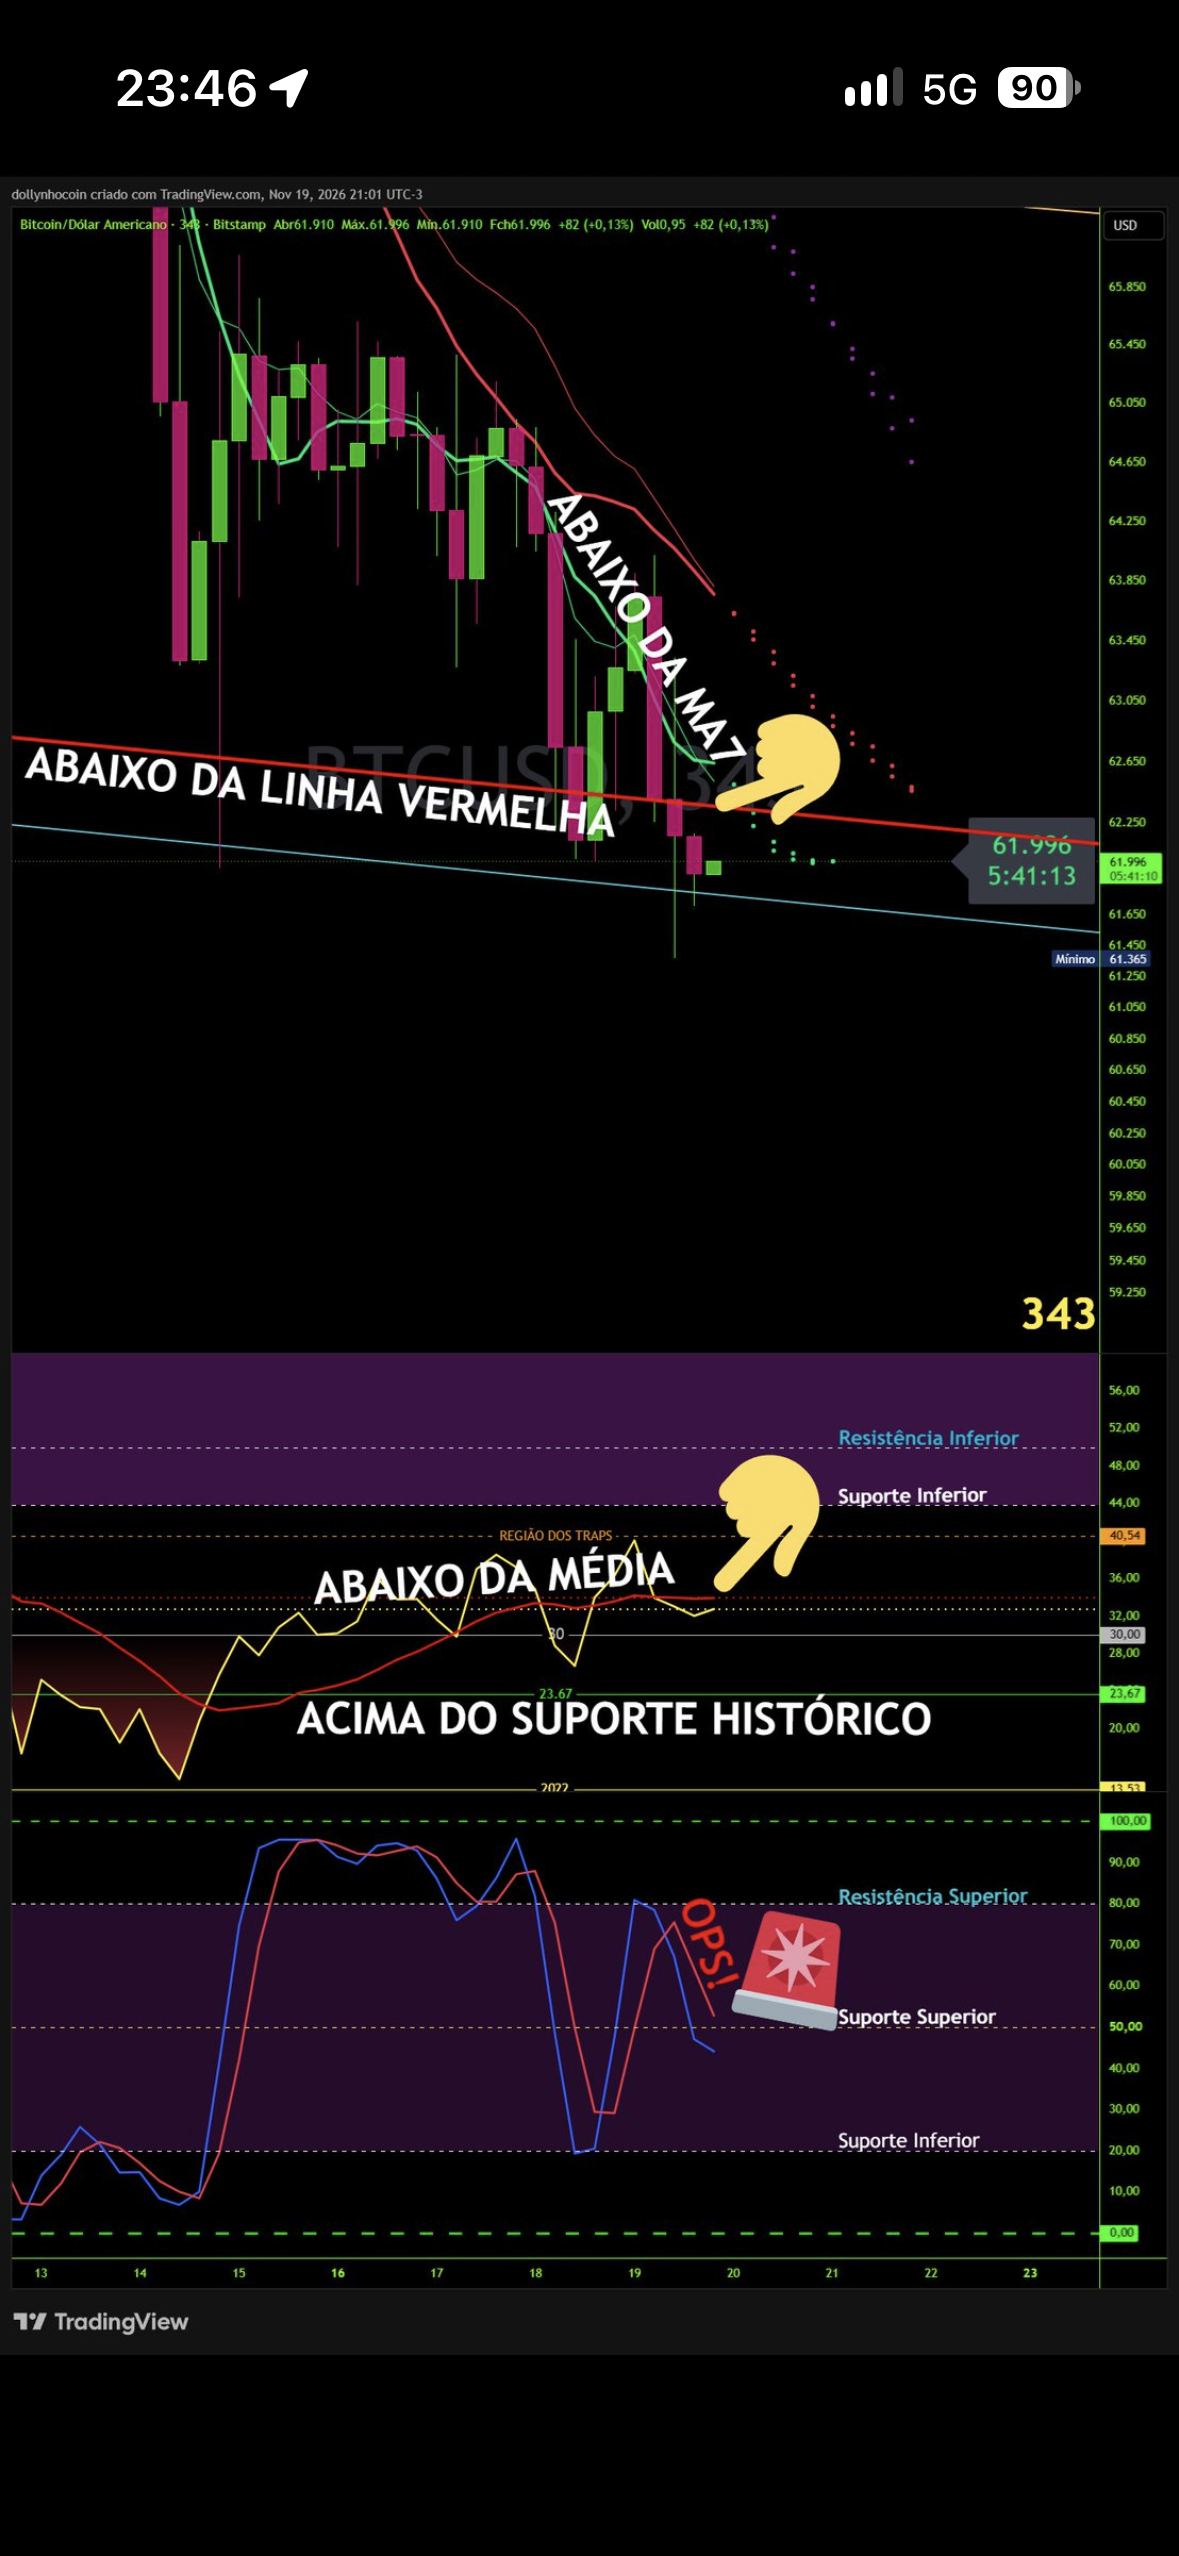 23:46
5G
90
dollynhocoin criado com TradingView.com, Nov 19, 2026 21:01 UTC-3
Bitcoin/Dólar Americano · 343 · Bitstamp Abr61.910 Máx.61.996 Mín.61.910 Fch61.996 +82 (+0,13%) Vol0,95 +82 (+0,13%)
USD
65.850
65.450
65.050
64.650
64.250
ABAIXO DA MA7
63.850
63.450
63.050
62.650
BTCUSD, 343
ABAIXO DA LINHA VERMELHA
62.250
61.996
5:41:13
61.996
05:41:10
61.650
61.450
Mínimo 61.365
61.250
61.050
60.850
60.650
60.450
60.250
60.050
59.850
59.650
59.450
59.250
343
56,00
52,00
Resistência Inferior
48,00
Suporte Inferior
44,00
REGIÃO DOS TRAPS
40,54
ABAIXO DA MÉDIA
36,00
32,00
30
30,00
28,00
23.67
23,67
ACIMA DO SUPORTE HISTÓRICO
20,00
2022
13,53
100,00
90,00
Resistência Superior
80,00
OPS!
70,00
60,00
Suporte Superior
50,00
40,00
30,00
Suporte Inferior
20,00
10,00
0,00
13 14 15 16 17 18 19 20 21 22 23
TradingView